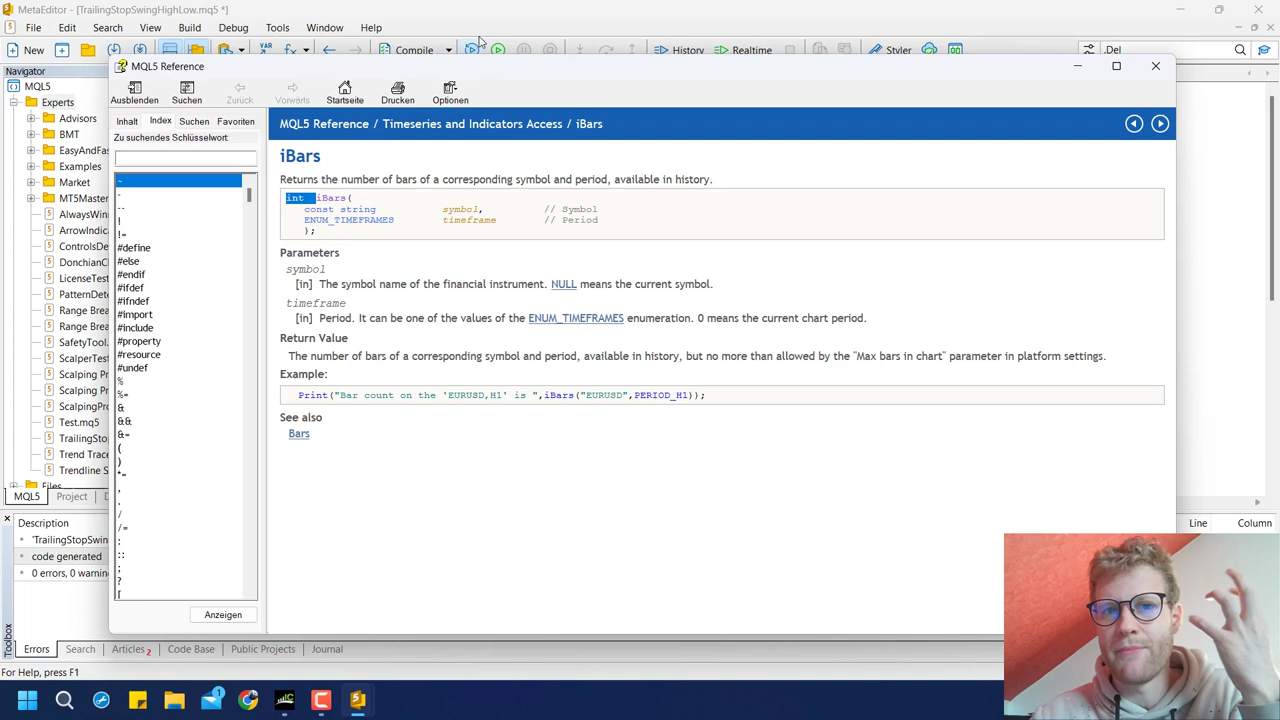 MetaEditor - [TrailingStopSwingHighLow.mq5 *]
File Edit Search View Build Debug Tools Window Help
New Compile History Realtime Styler .Del
Navigator
MQL5
Experts
Advisors
BMT
EasyAndFas
Examples
Market
MT5Master
AlwaysWinn
ArrowIndica
ControlsDe
DonchianC
LicenseTest
PatternDete
Range Brea
Range Brea
SafetyTool.
ScalperTest
Scalping Pr
Scalping Pr
ScalpingPro
Test.mq5
TrailingStop
Trend Trace
Trendline S
Files
MQL5 Project D
MQL5 Reference
Ausblenden Suchen Zurück Vorwärts Startseite Drucken Optionen
Inhalt Index Suchen Favoriten
Zu suchendes Schlüsselwort:
~
-
--
!
!=
#define
#else
#endif
#ifdef
#ifndef
#import
#include
#property
#resource
#undef
%
%=
&
&&
&=
(
)
*=
,
.
/
/=
:
::
;
?
[
Anzeigen
MQL5 Reference / Timeseries and Indicators Access / iBars
iBars
Returns the number of bars of a corresponding symbol and period, available in history.
int iBars(
const string symbol, // Symbol
ENUM_TIMEFRAMES timeframe // Period
);
Parameters
symbol
[in] The symbol name of the financial instrument. NULL means the current symbol.
timeframe
[in] Period. It can be one of the values of the ENUM_TIMEFRAMES enumeration. 0 means the current chart period.
Return Value
The number of bars of a corresponding symbol and period, available in history, but no more than allowed by the "Max bars in chart" parameter in platform settings.
Example:
Print("Bar count on the 'EURUSD,H1' is ",iBars("EURUSD",PERIOD_H1));
See also
Bars
Description Line Column
'TrailingStopSwin
code generated
0 errors, 0 warnin
Toolbox
Errors Search Articles 2 Code Base Public Projects Journal
For Help, press F1